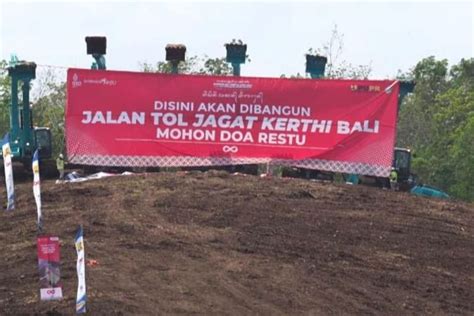 DISINI AKAN DIBANGUN
JALAN TOL JAGAT KERTHI BALI
MOHON DOA RESTU